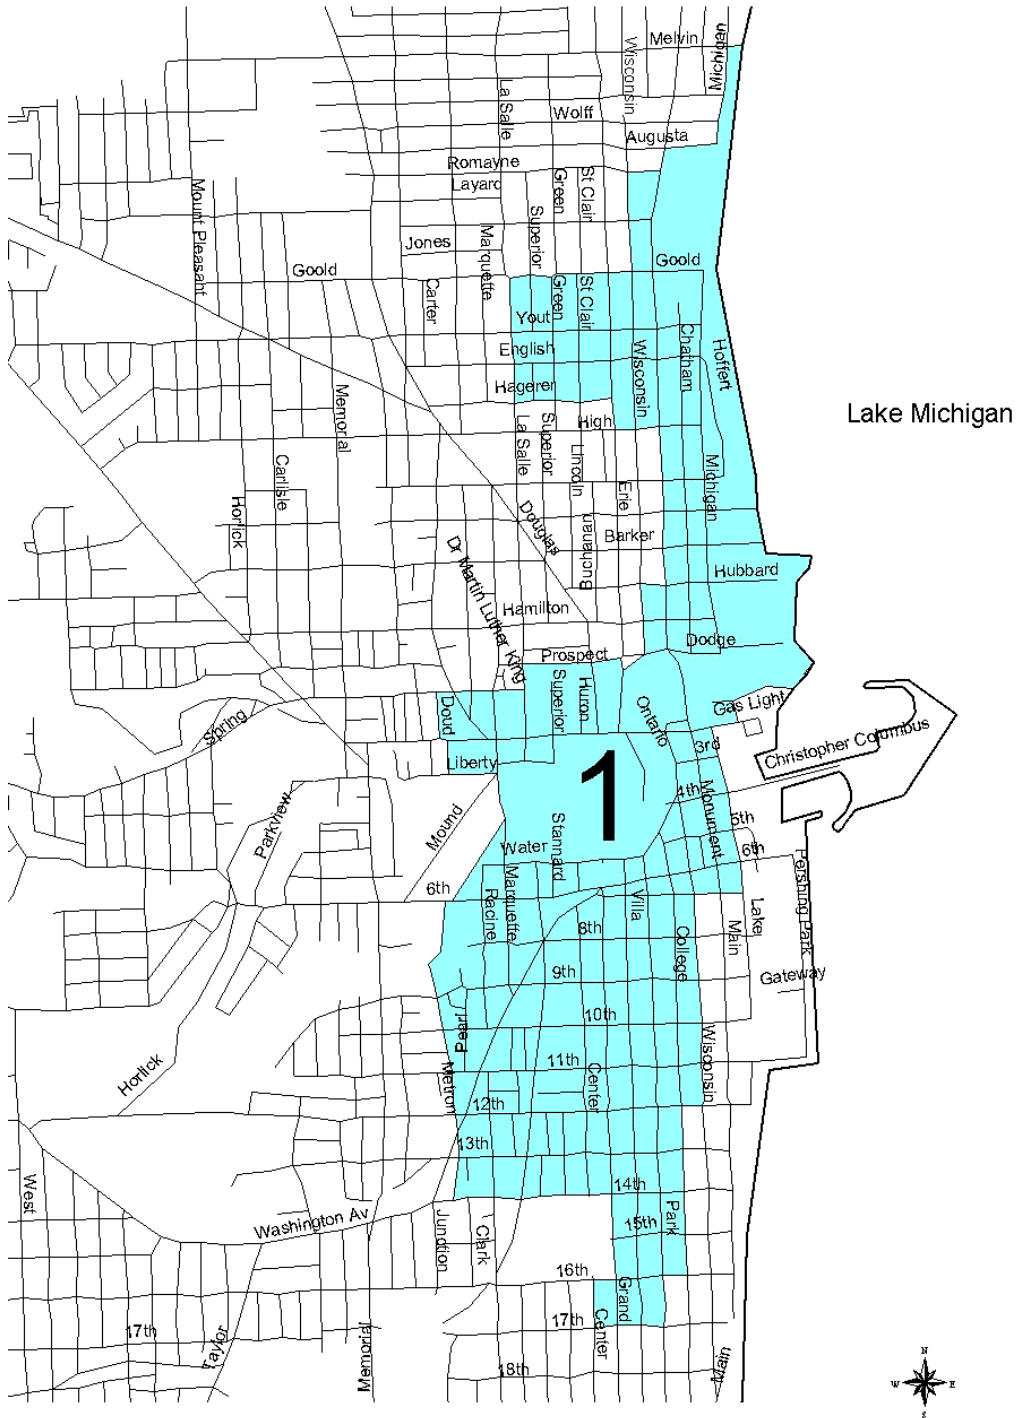 Melvin
Michigan
Wisconsin
La Salle
Wolff
Augusta
Romayne
Layard
Green
St Clair
Mount Pleasant
Superior
Marquette
Jones
Goold
Goold
Carter
Green
St Clair
Yout
Chatham
Hoffert
English
Wisconsin
Hagerer
Memorial
Lake Michigan
La Salle
Superior
High
Lincoln
Carlisle
Michigan
Erie
Horlick
Douglas
Buchanan
Barker
Dr Martin Luther King
Hubbard
Hamilton
Dodge
Prospect
Superior
Huron
Doud
Ontario
Gas Light
Spring
3rd
Christopher Columbus
Liberty
1
4th
Monument
Parkview
Mound
5th
Stannard
Water
6th
6th
Marquette
Racine
Villa
Pershing Park
Lake
Main
8th
College
9th
Gateway
10th
Pearl
Wisconsin
11th
Horlick
Metron
Center
12th
13th
West
14th
Park
15th
Washington Av
Junction
Clark
16th
Grand
17th
Taylor
Memorial
17th
Center
18th
Main
N
W
E
S